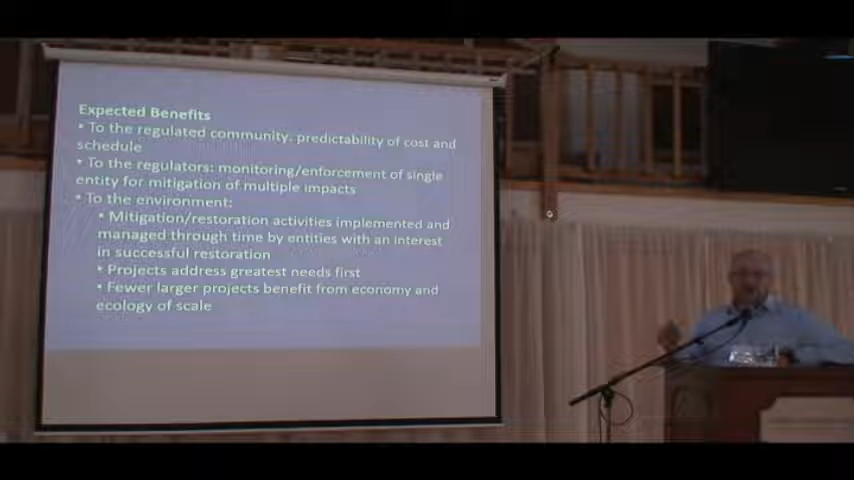 Expected Benefits
• To the regulated community, predictability of cost and
schedule
• To the regulators: monitoring/enforcement of single
entity for mitigation of multiple impacts
• To the environment:
• Mitigation/restoration activities implemented and
managed through time by entities with an interest
in successful restoration
• Projects address greatest needs first
• Fewer larger projects benefit from economy and
ecology of scale